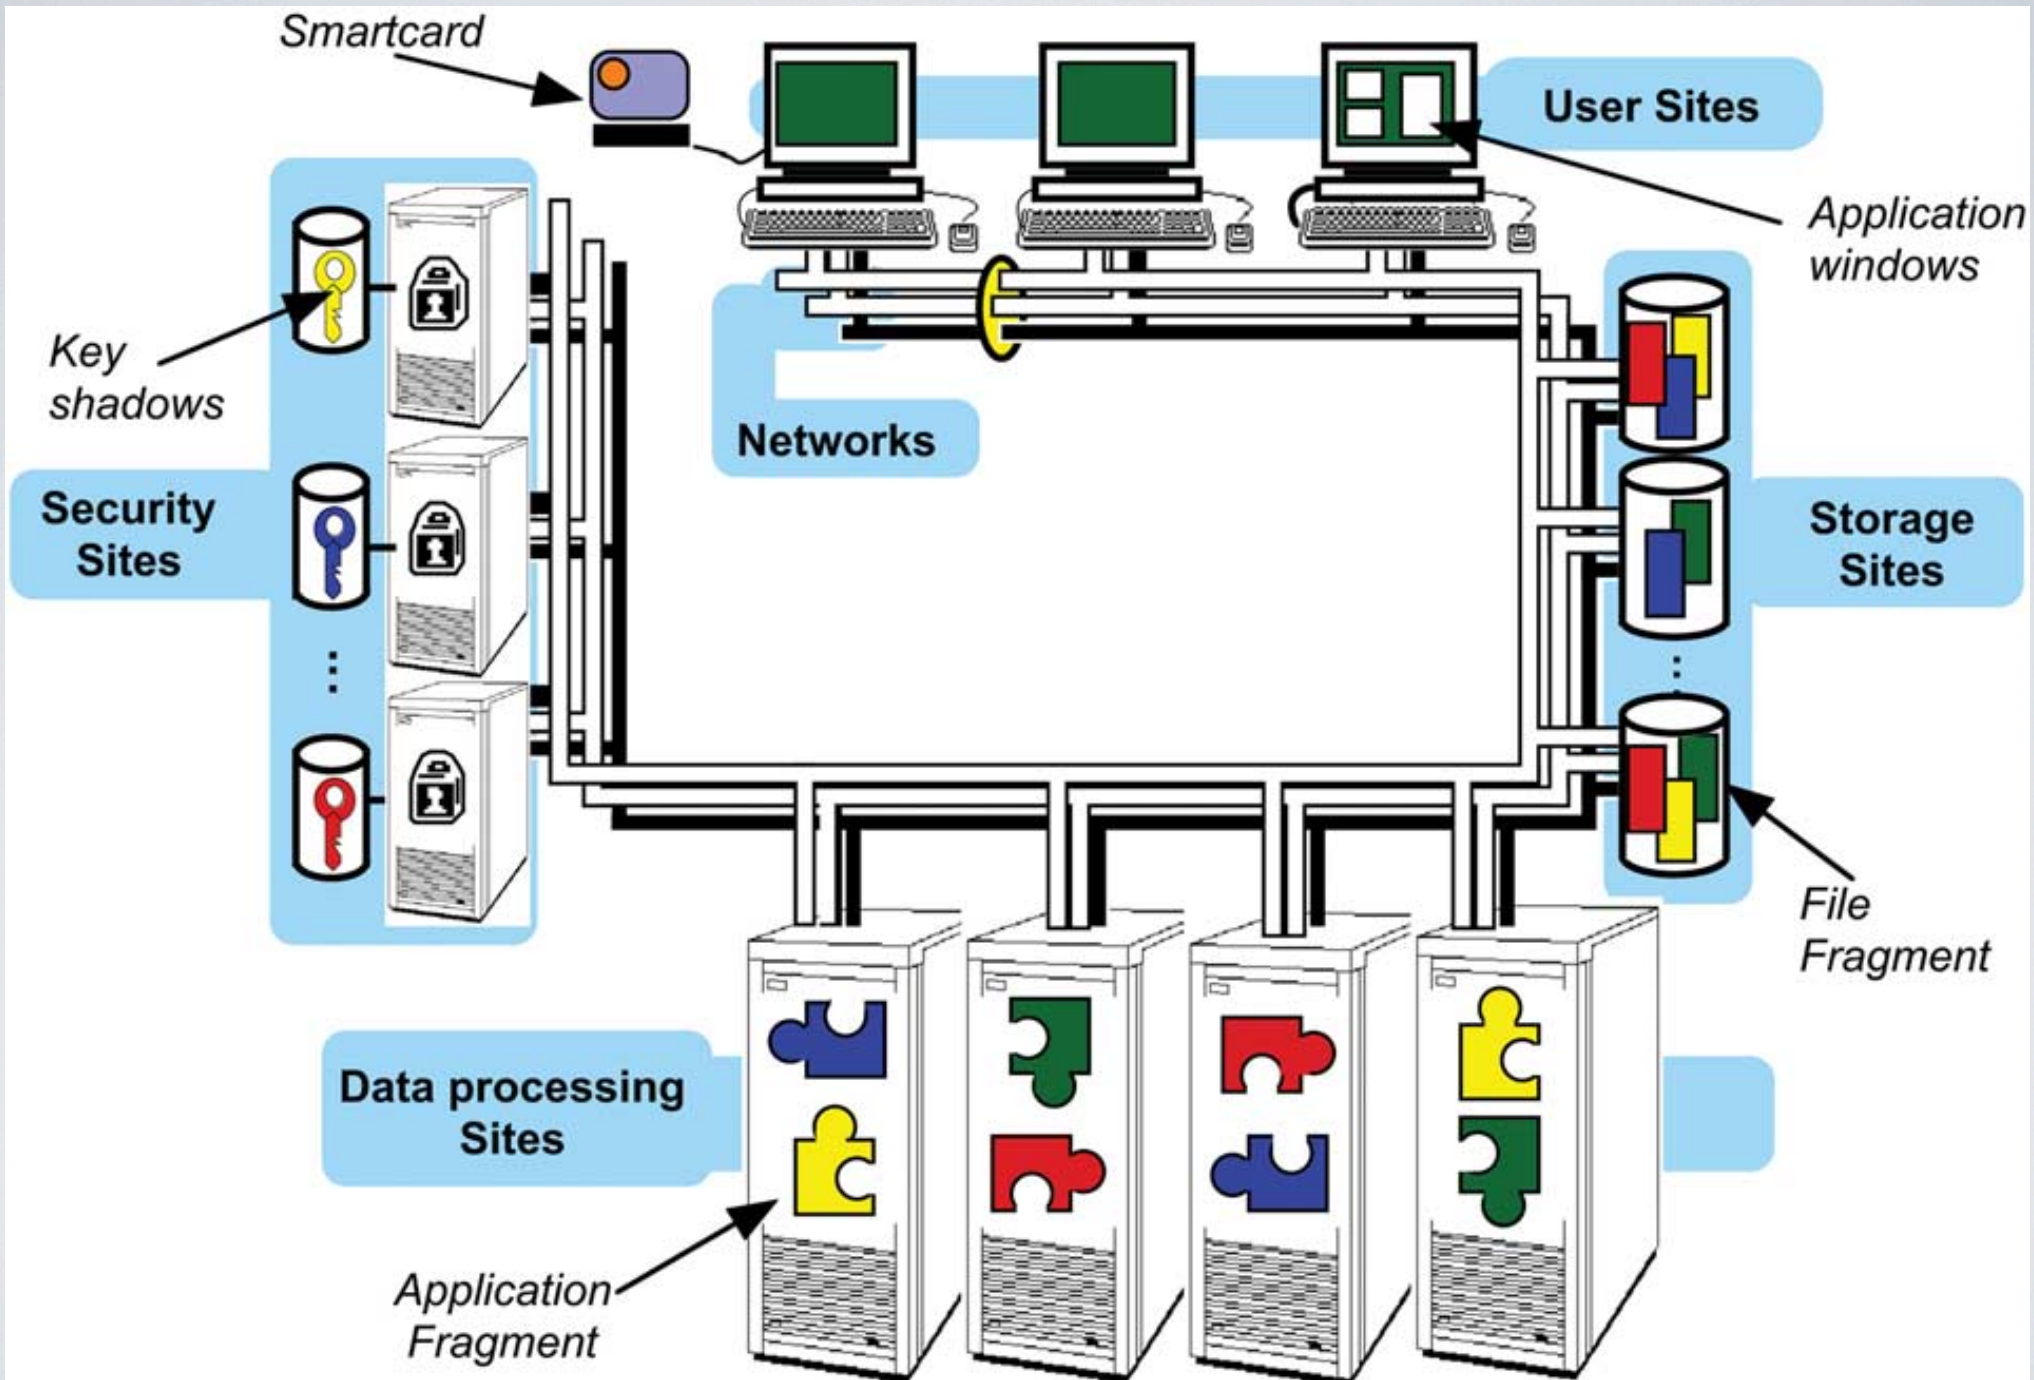 Smartcard
User Sites
Application
windows
Key
shadows
Networks
Security
Sites
Storage
Sites
File
Fragment
Data processing
Sites
Application
Fragment